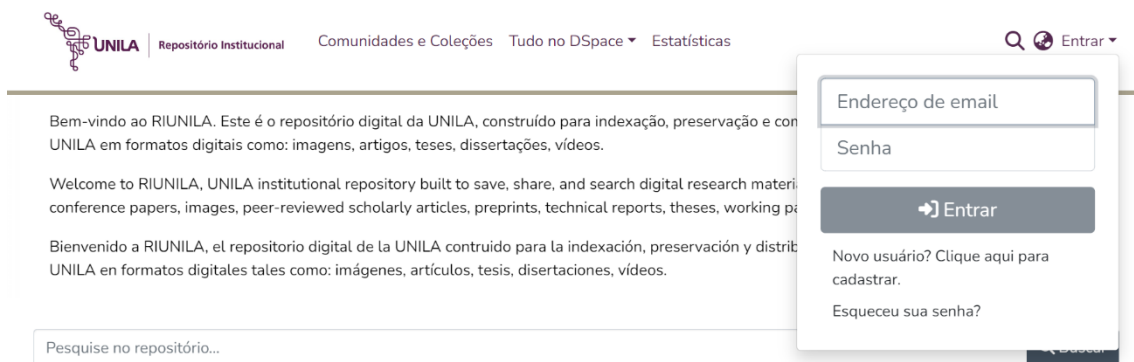 UNILA Repositório Institucional Comunidades e Coleções Tudo no DSpace Estatísticas Entrar
Endereço de email
Senha
Entrar
Novo usuário? Clique aqui para
cadastrar.
Esqueceu sua senha?
Bem-vindo ao RIUNILA. Este é o repositório digital da UNILA, construído para indexação, preservação e con
UNILA em formatos digitais como: imagens, artigos, teses, dissertações, vídeos.
Welcome to RIUNILA, UNILA institutional repository built to save, share, and search digital research materi
conference papers, images, peer-reviewed scholarly articles, preprints, technical reports, theses, working pa
Bienvenido a RIUNILA, el repositorio digital de la UNILA contruido para la indexación, preservación y distrib
UNILA en formatos digitales tales como: imágenes, artículos, tesis, disertaciones, vídeos.
Pesquise no repositório...
Buscar